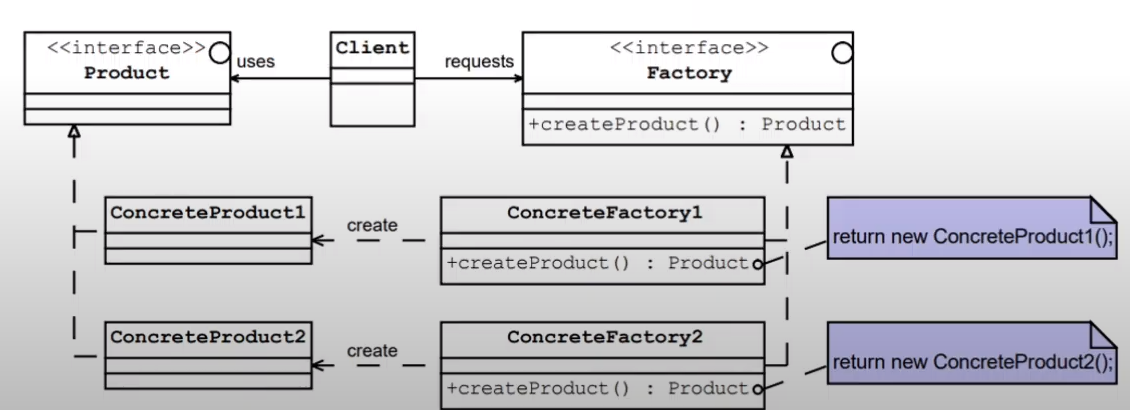 <<interface>>
Product
uses
Client
requests
<<interface>>
Factory
+createProduct() : Product
ConcreteProduct1
create
ConcreteFactory1
+createProduct() : Product
return new ConcreteProduct1();
ConcreteProduct2
create
ConcreteFactory2
+createProduct() : Product
return new ConcreteProduct2();